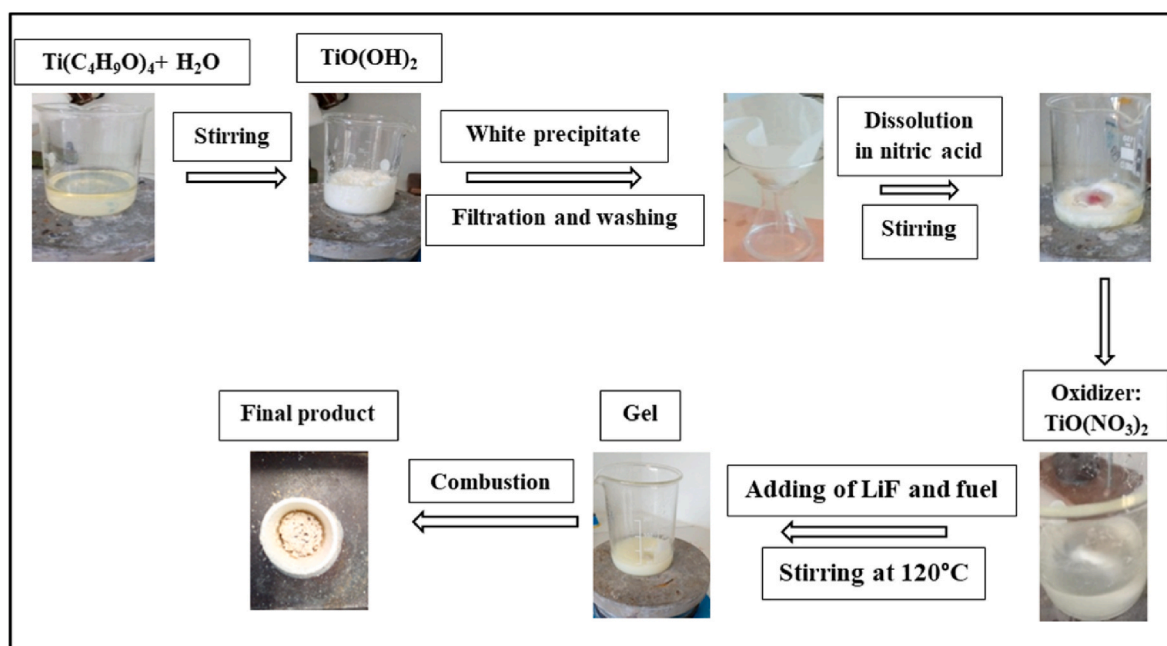 Ti(C₄H₉O)₄+ H₂O
TiO(OH)₂
Stirring
White precipitate
Filtration and washing
Dissolution
in nitric acid
Stirring
Oxidizer:
TiO(NO₃)₂
Adding of LiF and fuel
Stirring at 120°C
Gel
Combustion
Final product